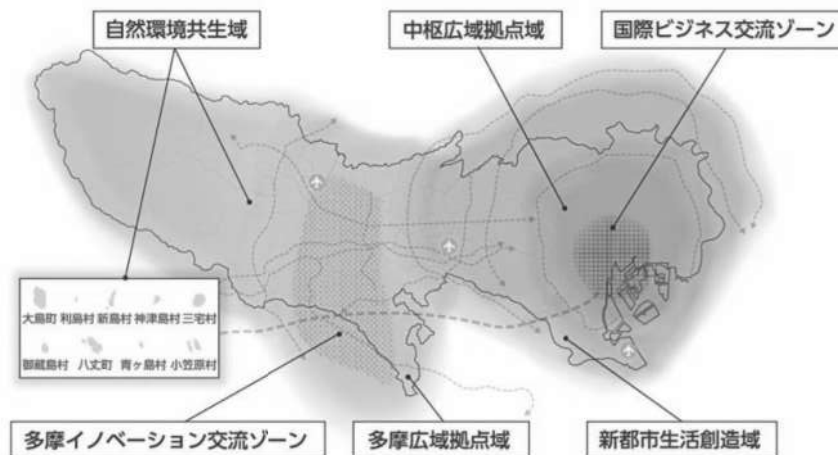 自然環境共生域
中枢広域拠点域
国際ビジネス交流ゾーン
大島町 利島村 新島村 神津島村 三宅村
御蔵島村 八丈町 青ヶ島村 小笠原村
多摩イノベーション交流ゾーン
多摩広域拠点域
新都市生活創造域